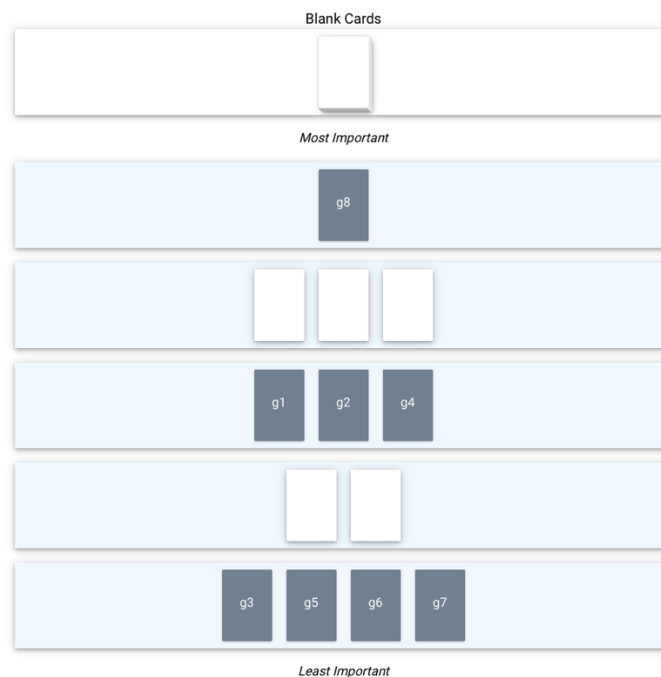 Blank Cards
Most Important
g8
g1 g2 g4
g3 g5 g6 g7
Least Important